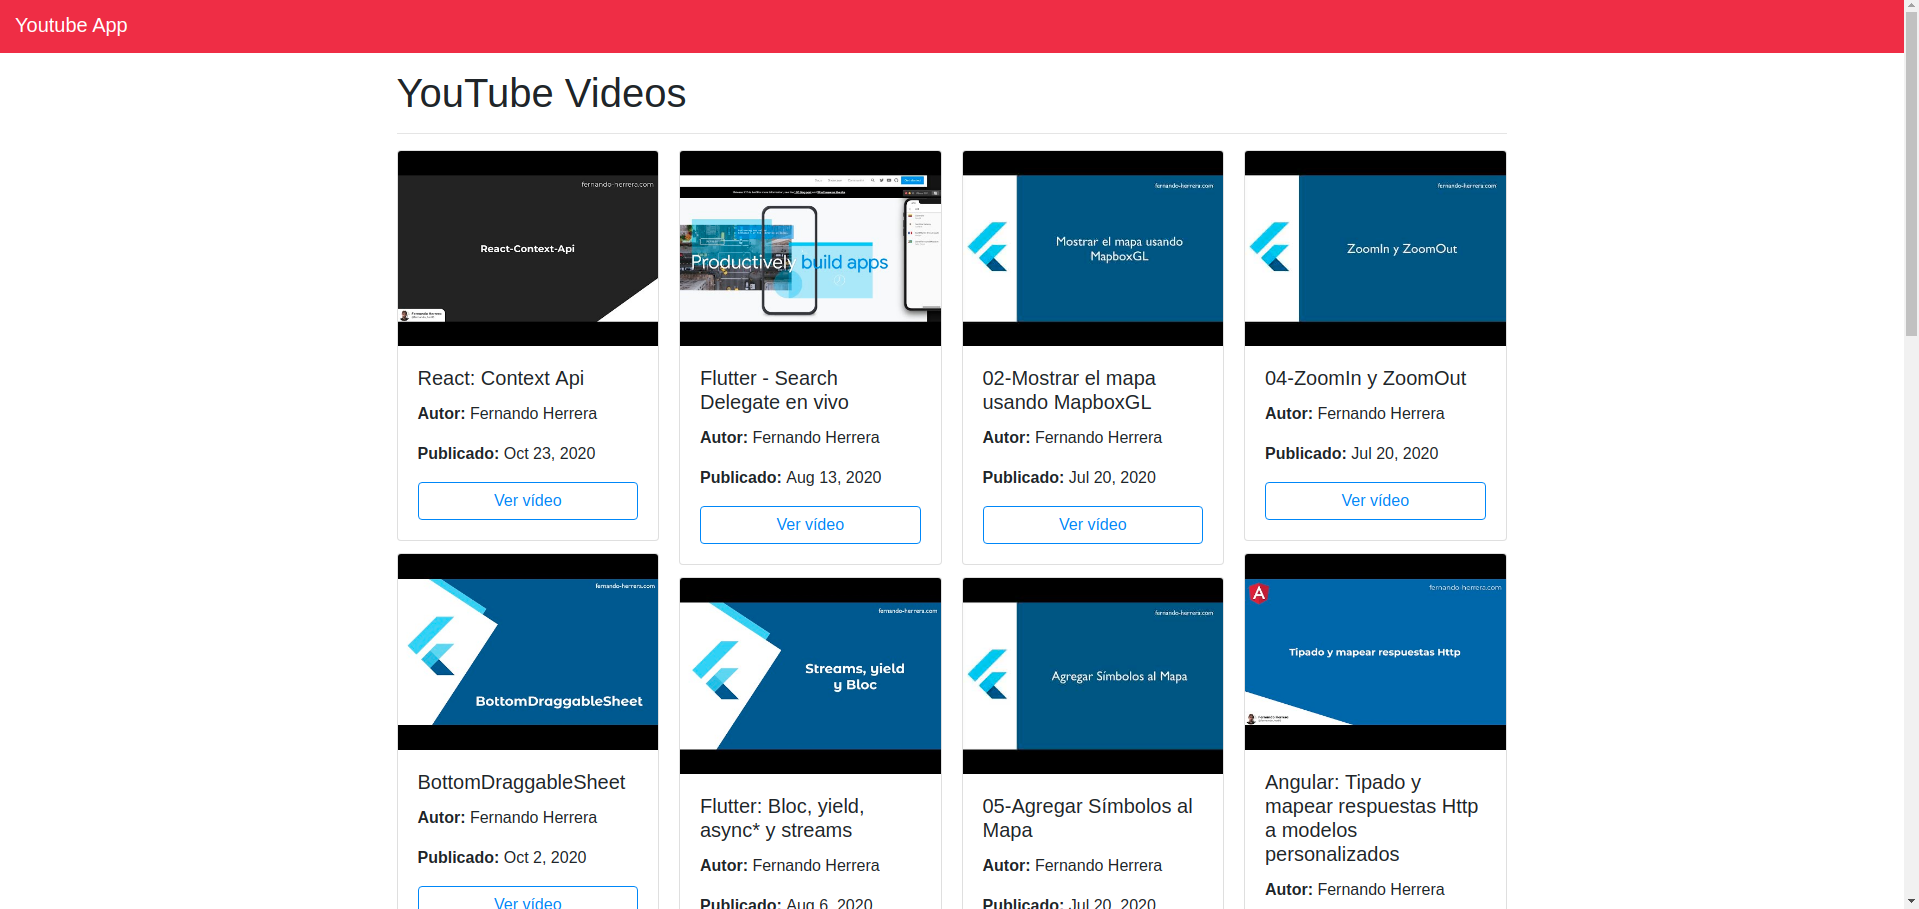 Youtube App
YouTube Videos
fernando-herrera.com
React-Context-Api
Fernando Herrera
React: Context Api
Autor: Fernando Herrera
Publicado: Oct 23, 2020
Ver vídeo
Productively build apps
Flutter - Search
Delegate en vivo
Autor: Fernando Herrera
Publicado: Aug 13, 2020
Ver vídeo
fernando-herrera.com
Mostrar el mapa usando
MapboxGL
02-Mostrar el mapa
usando MapboxGL
Autor: Fernando Herrera
Publicado: Jul 20, 2020
Ver vídeo
fernando-herrera.com
ZoomIn y ZoomOut
04-ZoomIn y ZoomOut
Autor: Fernando Herrera
Publicado: Jul 20, 2020
Ver vídeo
fernando-herrera.com
BottomDraggableSheet
BottomDraggableSheet
Autor: Fernando Herrera
Publicado: Oct 2, 2020
Ver vídeo
fernando-herrera.com
Streams, yield
y Bloc
Flutter: Bloc, yield,
async* y streams
Autor: Fernando Herrera
Publicado: Aug 6, 2020
fernando-herrera.com
Agregar Símbolos al Mapa
05-Agregar Símbolos al
Mapa
Autor: Fernando Herrera
Publicado: Jul 20, 2020
A
fernando-herrera.com
Tipado y mapear respuestas Http
Fernando Herrera
Angular: Tipado y
mapear respuestas Http
a modelos
personalizados
Autor: Fernando Herrera